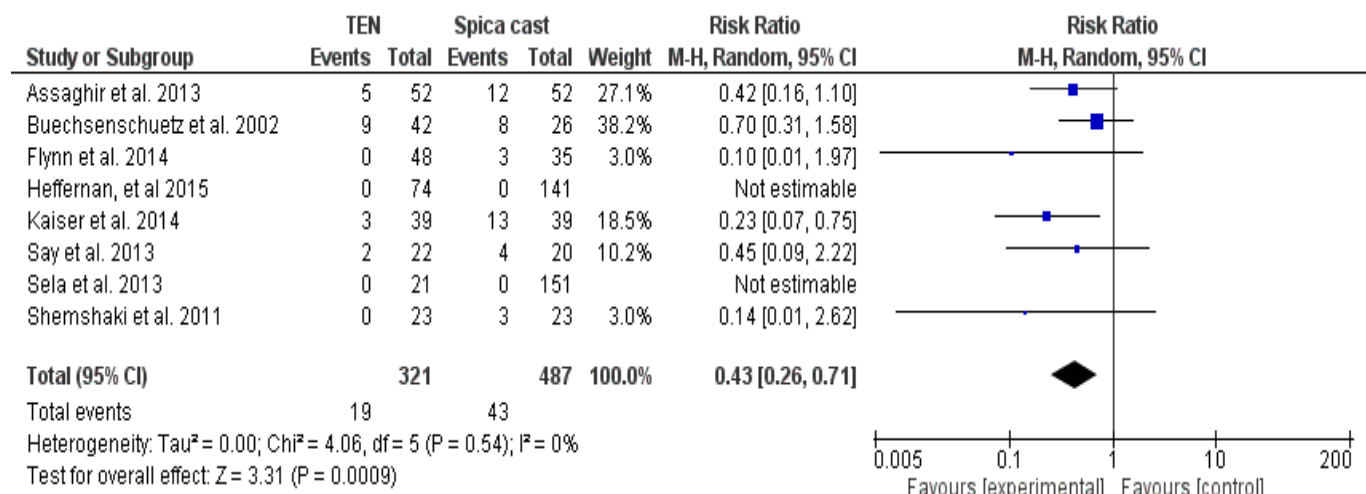 TEN Spica cast Risk Ratio Risk Ratio
Study or Subgroup Events Total Events Total Weight M-H, Random, 95% CI M-H, Random, 95% CI
Assaghir et al. 2013 5 52 12 52 27.1% 0.42 [0.16, 1.10]
Buechsenschuetz et al. 2002 9 42 8 26 38.2% 0.70 [0.31, 1.58]
Flynn et al. 2014 0 48 3 35 3.0% 0.10 [0.01, 1.97]
Heffernan, et al 2015 0 74 0 141 Not estimable
Kaiser et al. 2014 3 39 13 39 18.5% 0.23 [0.07, 0.75]
Say et al. 2013 2 22 4 20 10.2% 0.45 [0.09, 2.22]
Sela et al. 2013 0 21 0 151 Not estimable
Shemshaki et al. 2011 0 23 3 23 3.0% 0.14 [0.01, 2.62]
Total (95% CI) 321 487 100.0% 0.43 [0.26, 0.71]
Total events 19 43
Heterogeneity: Tau² = 0.00; Chi² = 4.06, df = 5 (P = 0.54); I² = 0%
Test for overall effect: Z = 3.31 (P = 0.0009)
0.005 0.1 1 10 200
Favours [experimental] Favours [control]